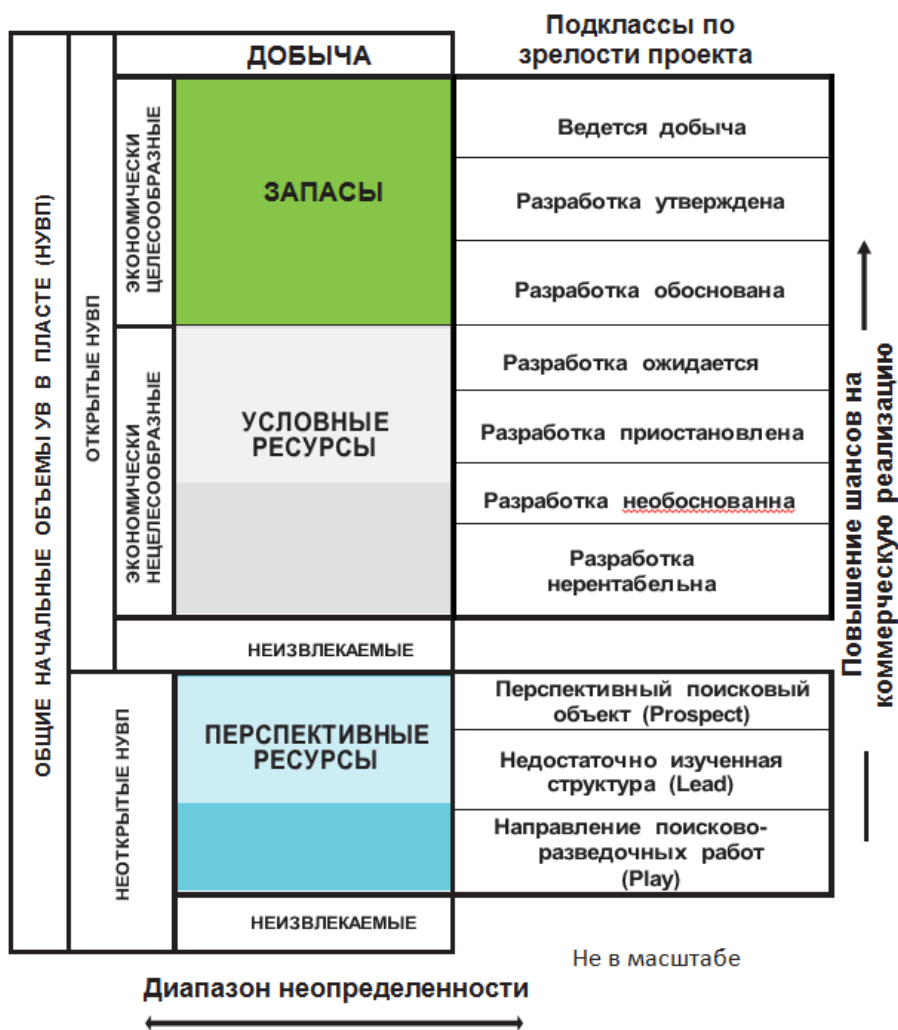 Подклассы по
зрелости проекта
ДОБЫЧА
ОБЩИЕ НАЧАЛЬНЫЕ ОБЪЕМЫ УВ В ПЛАСТЕ (НУВП)
ОТКРЫТЫЕ НУВП
ЭКОНОМИЧЕСКИ
ЦЕЛЕСООБРАЗНЫЕ
ЗАПАСЫ
Ведется добыча
Разработка утверждена
Разработка обоснована
ЭКОНОМИЧЕСКИ
НЕЦЕЛЕСООБРАЗНЫЕ
УСЛОВНЫЕ
РЕСУРСЫ
Разработка ожидается
Разработка приостановлена
Разработка необоснованна
Разработка
нерентабельна
НЕИЗВЛЕКАЕМЫЕ
НЕОТКРЫТЫЕ НУВП
ПЕРСПЕКТИВНЫЕ
РЕСУРСЫ
Перспективный поисковый
объект (Prospect)
Недостаточно изученная
структура (Lead)
Направление поисково-
разведочных работ
(Play)
НЕИЗВЛЕКАЕМЫЕ
Повышение шансов на
коммерческую реализацию
Не в масштабе
Диапазон неопределенности